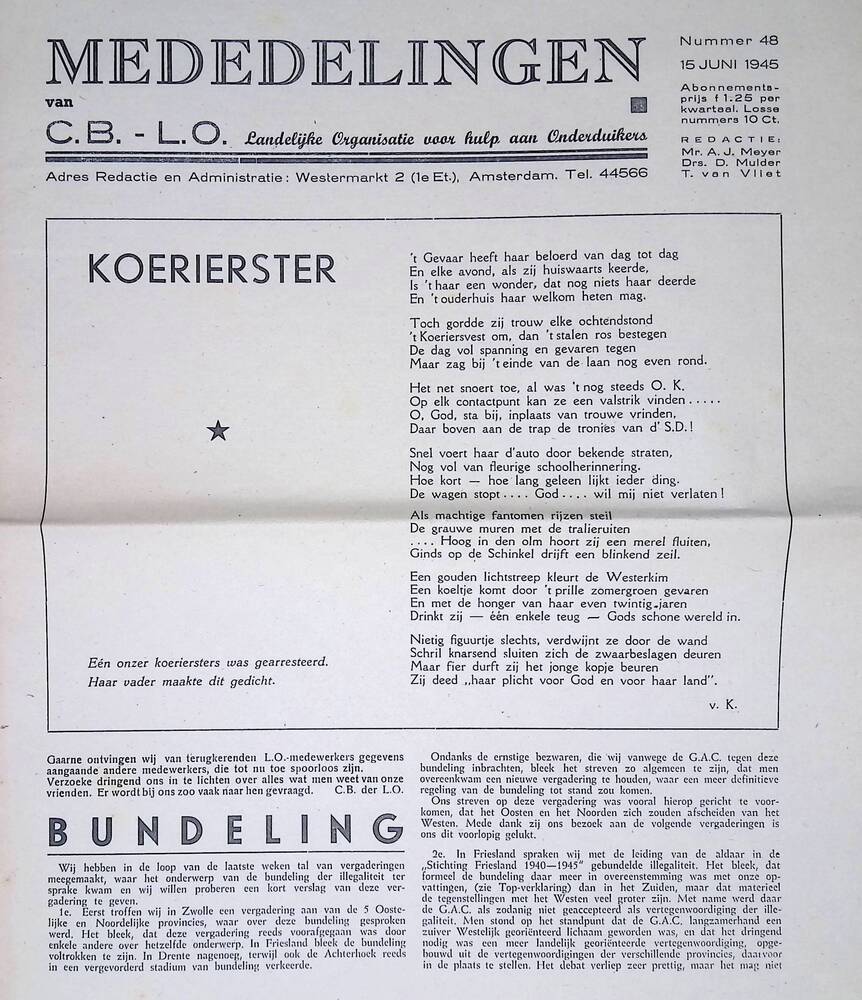 MEDEDELINGEN
van
C.B. - L.O. Landelijke Organisatie voor hulp aan Onderduikers
Adres Redactie en Administratie: Westermarkt 2 (1e Et.), Amsterdam. Tel. 44566
Nummer 48
15 JUNI 1945
Abonnements-
prijs f 1.25 per
kwartaal. Losse
nummers 10 Ct.
REDACTIE:
Mr. A. J. Meyer
Drs. D. Mulder
T. van Vliet
KOERIERSTER
Eén onzer koeriersters was gearresteerd.
Haar vader maakte dit gedicht.
't Gevaar heeft haar beloerd van dag tot dag
En elke avond, als zij huiswaarts keerde,
Is 't haar een wonder, dat nog niets haar deerde
En 't ouderhuis haar welkom heten mag.
Toch gordde zij trouw elke ochtendstond
't Koeriersvest om, dan 't stalen ros bestegen
De dag vol spanning en gevaren tegen
Maar zag bij 't einde van de laan nog even rond.
Het net snoert toe, al was 't nog steeds O. K.
Op elk contactpunt kan ze een valstrik vinden .....
O, God, sta bij, inplaats van trouwe vrinden,
Daar boven aan de trap de tronies van d' S.D.!
Snel voert haar d'auto door bekende straten,
Nog vol van fleurige schoolherinnering.
Hoe kort — hoe lang geleen lijkt ieder ding.
De wagen stopt .... God .... wil mij niet verlaten!
Als machtige fantomen rijzen steil
De grauwe muren met de tralieruiten
.... Hoog in den olm hoort zij een merel fluiten,
Ginds op de Schinkel drijft een blinkend zeil.
Een gouden lichtstreep kleurt de Westerkim
Een koeltje komt door 't prille zomergroen gevaren
En met de honger van haar even twintig-jaren
Drinkt zij — één enkele teug — Gods schone wereld in.
Nietig figuurtje slechts, verdwijnt ze door de wand
Schril knarsend sluiten zich de zwaarbeslagen deuren
Maar fier durft zij het jonge kopje beuren
Zij deed „haar plicht voor God en voor haar land".
v. K.
Gaarne ontvingen wij van terugkerenden L.O.-medewerkers gegevens
aangaande andere medewerkers, die tot nu toe spoorloos zijn.
Verzoeke dringend ons in te lichten over alles wat men weet van onze
vrienden. Er wordt bij ons zoo vaak naar hen gevraagd. C.B. der L.O.
BUNDELING
Wij hebben in de loop van de laatste weken tal van vergaderingen
meegemaakt, waar het onderwerp van de bundeling der illegaliteit ter
sprake kwam en wij willen proberen een kort verslag van deze ver-
gadering te geven.
1e. Eerst troffen wij in Zwolle een vergadering aan van de 5 Ooste-
lijke en Noordelijke provincies, waar over deze bundeling gesproken
werd. Het bleek, dat deze vergadering reeds voorafgegaan was door
enkele andere over hetzelfde onderwerp. In Friesland bleek de bundeling
voltrokken te zijn. In Drente nagenoeg, terwijl ook de Achterhoek reeds
in een vergevorderd stadium van bundeling verkeerde.
Ondanks de ernstige bezwaren, die wij vanwege de G.A.C. tegen deze
bundeling inbrachten, bleek het streven zo algemeen te zijn, dat men
overeenkwam een nieuwe vergadering te houden, waar een meer definitieve
regeling van de bundeling tot stand zou komen.
Ons streven op deze vergadering was vooral hierop gericht te voor-
komen, dat het Oosten en het Noorden zich zouden afscheiden van het
Westen. Mede dank zij ons bezoek aan de volgende vergaderingen is
ons dit voorlopig gelukt.
2e. In Friesland spraken wij met de leiding van de aldaar in de
„Stichting Friesland 1940—1945" gebundelde illegaliteit. Het bleek, dat
formeel de bundeling daar meer in overeenstemming was met onze op-
vattingen, (zie Top-verklaring) dan in het Zuiden, maar dat materieel
de tegenstellingen met het Westen veel groter zijn. Met name werd daar
de G.A.C. als zodanig niet geaccepteerd als vertegenwoordiging der ille-
galiteit. Men stond op het standpunt dat de G.A.C. langzamerhand een
zuiver Westelijk georiënteerd lichaam geworden was, en dat het dringend
nodig was een meer landelijk georiënteerde vertegenwoordiging, opge-
bouwd uit de vertegenwoordigingen der verschillende provincies, daarvoor
in de plaats te stellen. Het debat verliep zeer prettig, maar het mag niet